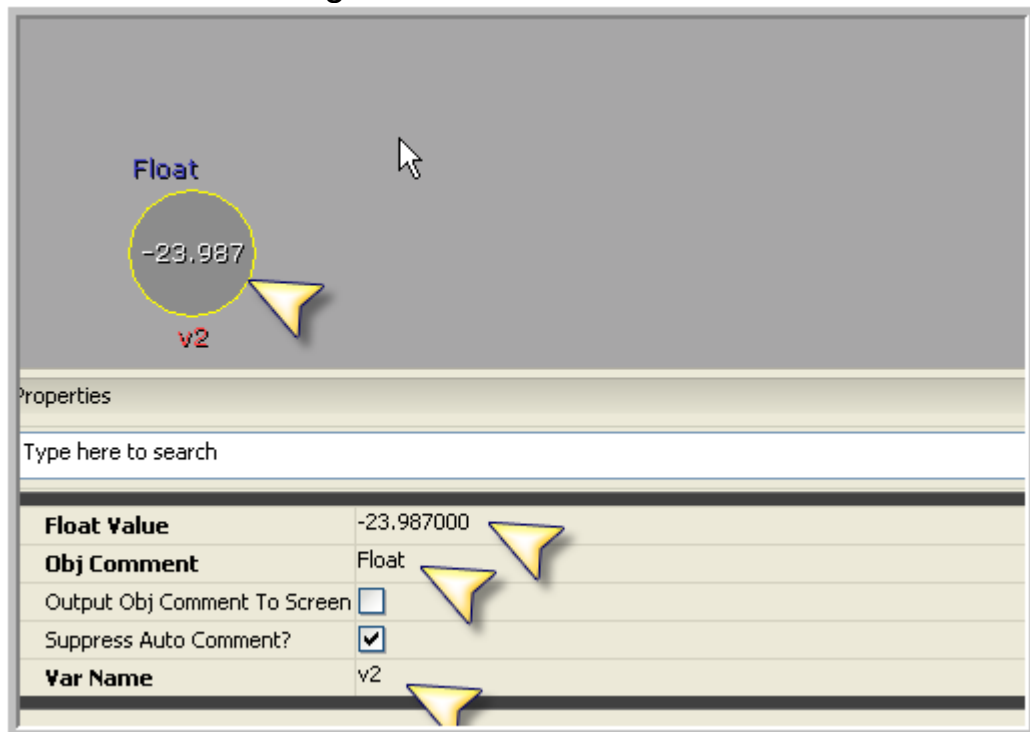 Float
-23.987
v2
Properties
Type here to search
Float Value -23.987000
Obj Comment Float
Output Obj Comment To Screen
Suppress Auto Comment?
Var Name v2